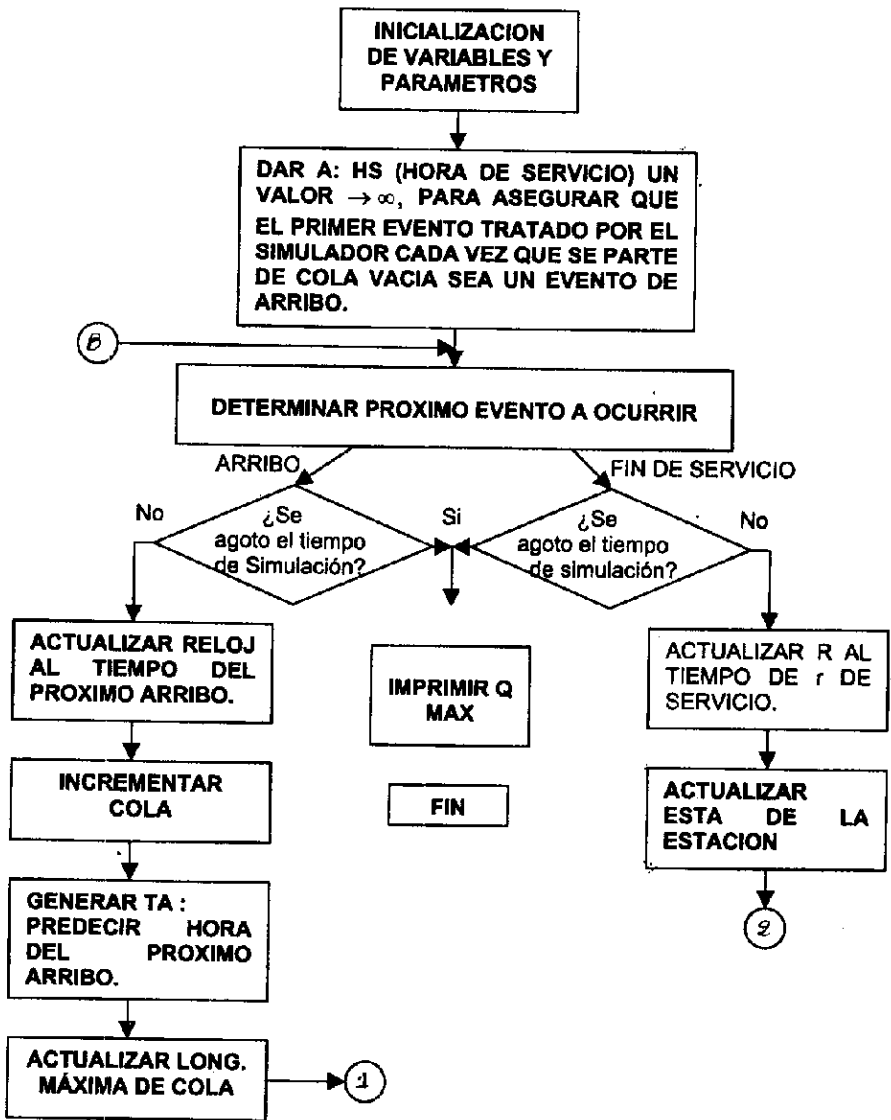 INICIALIZACION
DE VARIABLES Y
PARAMETROS
DAR A: HS (HORA DE SERVICIO) UN
VALOR →∞, PARA ASEGURAR QUE
EL PRIMER EVENTO TRATADO POR EL
SIMULADOR CADA VEZ QUE SE PARTE
DE COLA VACIA SEA UN EVENTO DE
ARRIBO.
B
DETERMINAR PROXIMO EVENTO A OCURRIR
ARRIBO
FIN DE SERVICIO
No
¿Se
agoto el tiempo
de Simulación?
Si
¿Se
agoto el tiempo
de simulación?
No
ACTUALIZAR RELOJ
AL TIEMPO DEL
PROXIMO ARRIBO.
IMPRIMIR Q
MAX
ACTUALIZAR R AL
TIEMPO DE r DE
SERVICIO.
INCREMENTAR
COLA
FIN
ACTUALIZAR
ESTA DE LA
ESTACION
GENERAR TA :
PREDECIR HORA
DEL PROXIMO
ARRIBO.
2
ACTUALIZAR LONG.
MÁXIMA DE COLA
1